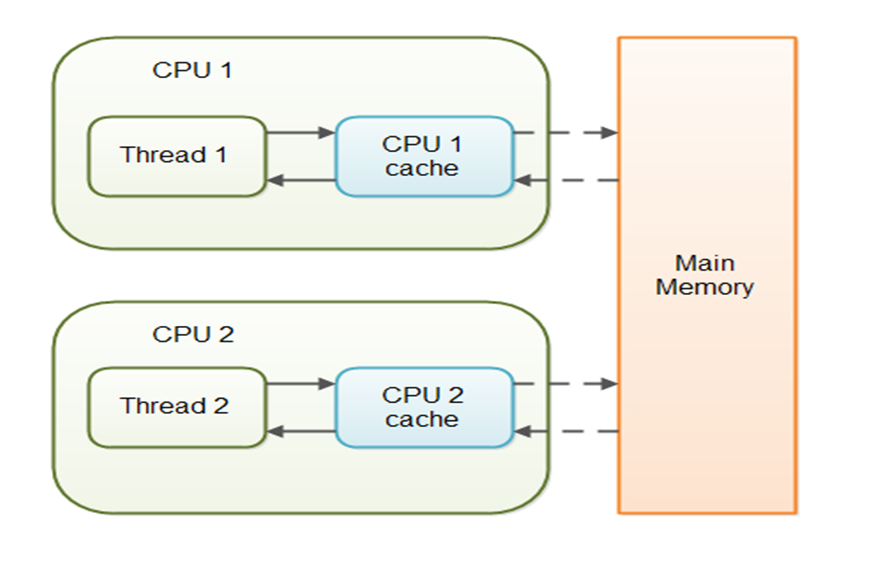 CPU 1
Thread 1
CPU 1
cache
Main
Memory
CPU 2
Thread 2
CPU 2
cache